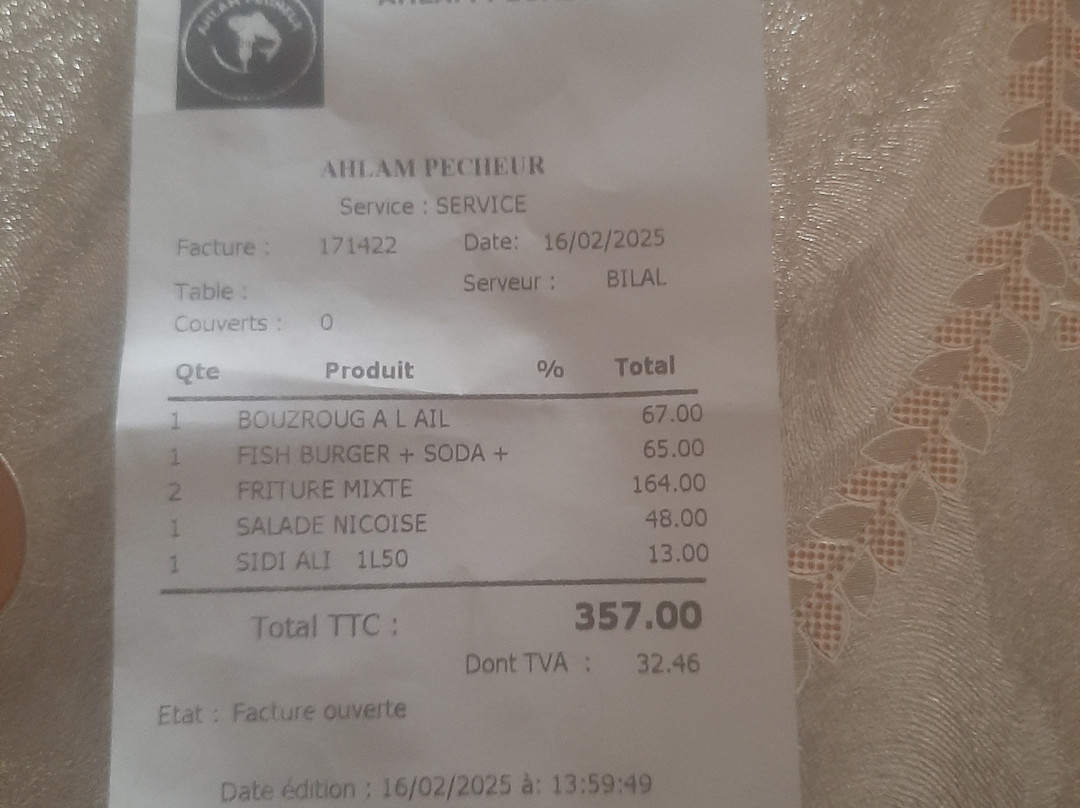 AHLAM PECHEUR
AHLAM PECHEUR
Service : SERVICE
Facture : 171422 Date: 16/02/2025
Table : Serveur : BILAL
Couverts : 0
Qte Produit % Total
1 BOUZROUG A L AIL 67.00
1 FISH BURGER + SODA + 65.00
2 FRITURE MIXTE 164.00
1 SALADE NICOISE 48.00
1 SIDI ALI 1L50 13.00
Total TTC : 357.00
Dont TVA : 32.46
Etat : Facture ouverte
Date édition : 16/02/2025 à: 13:59:49